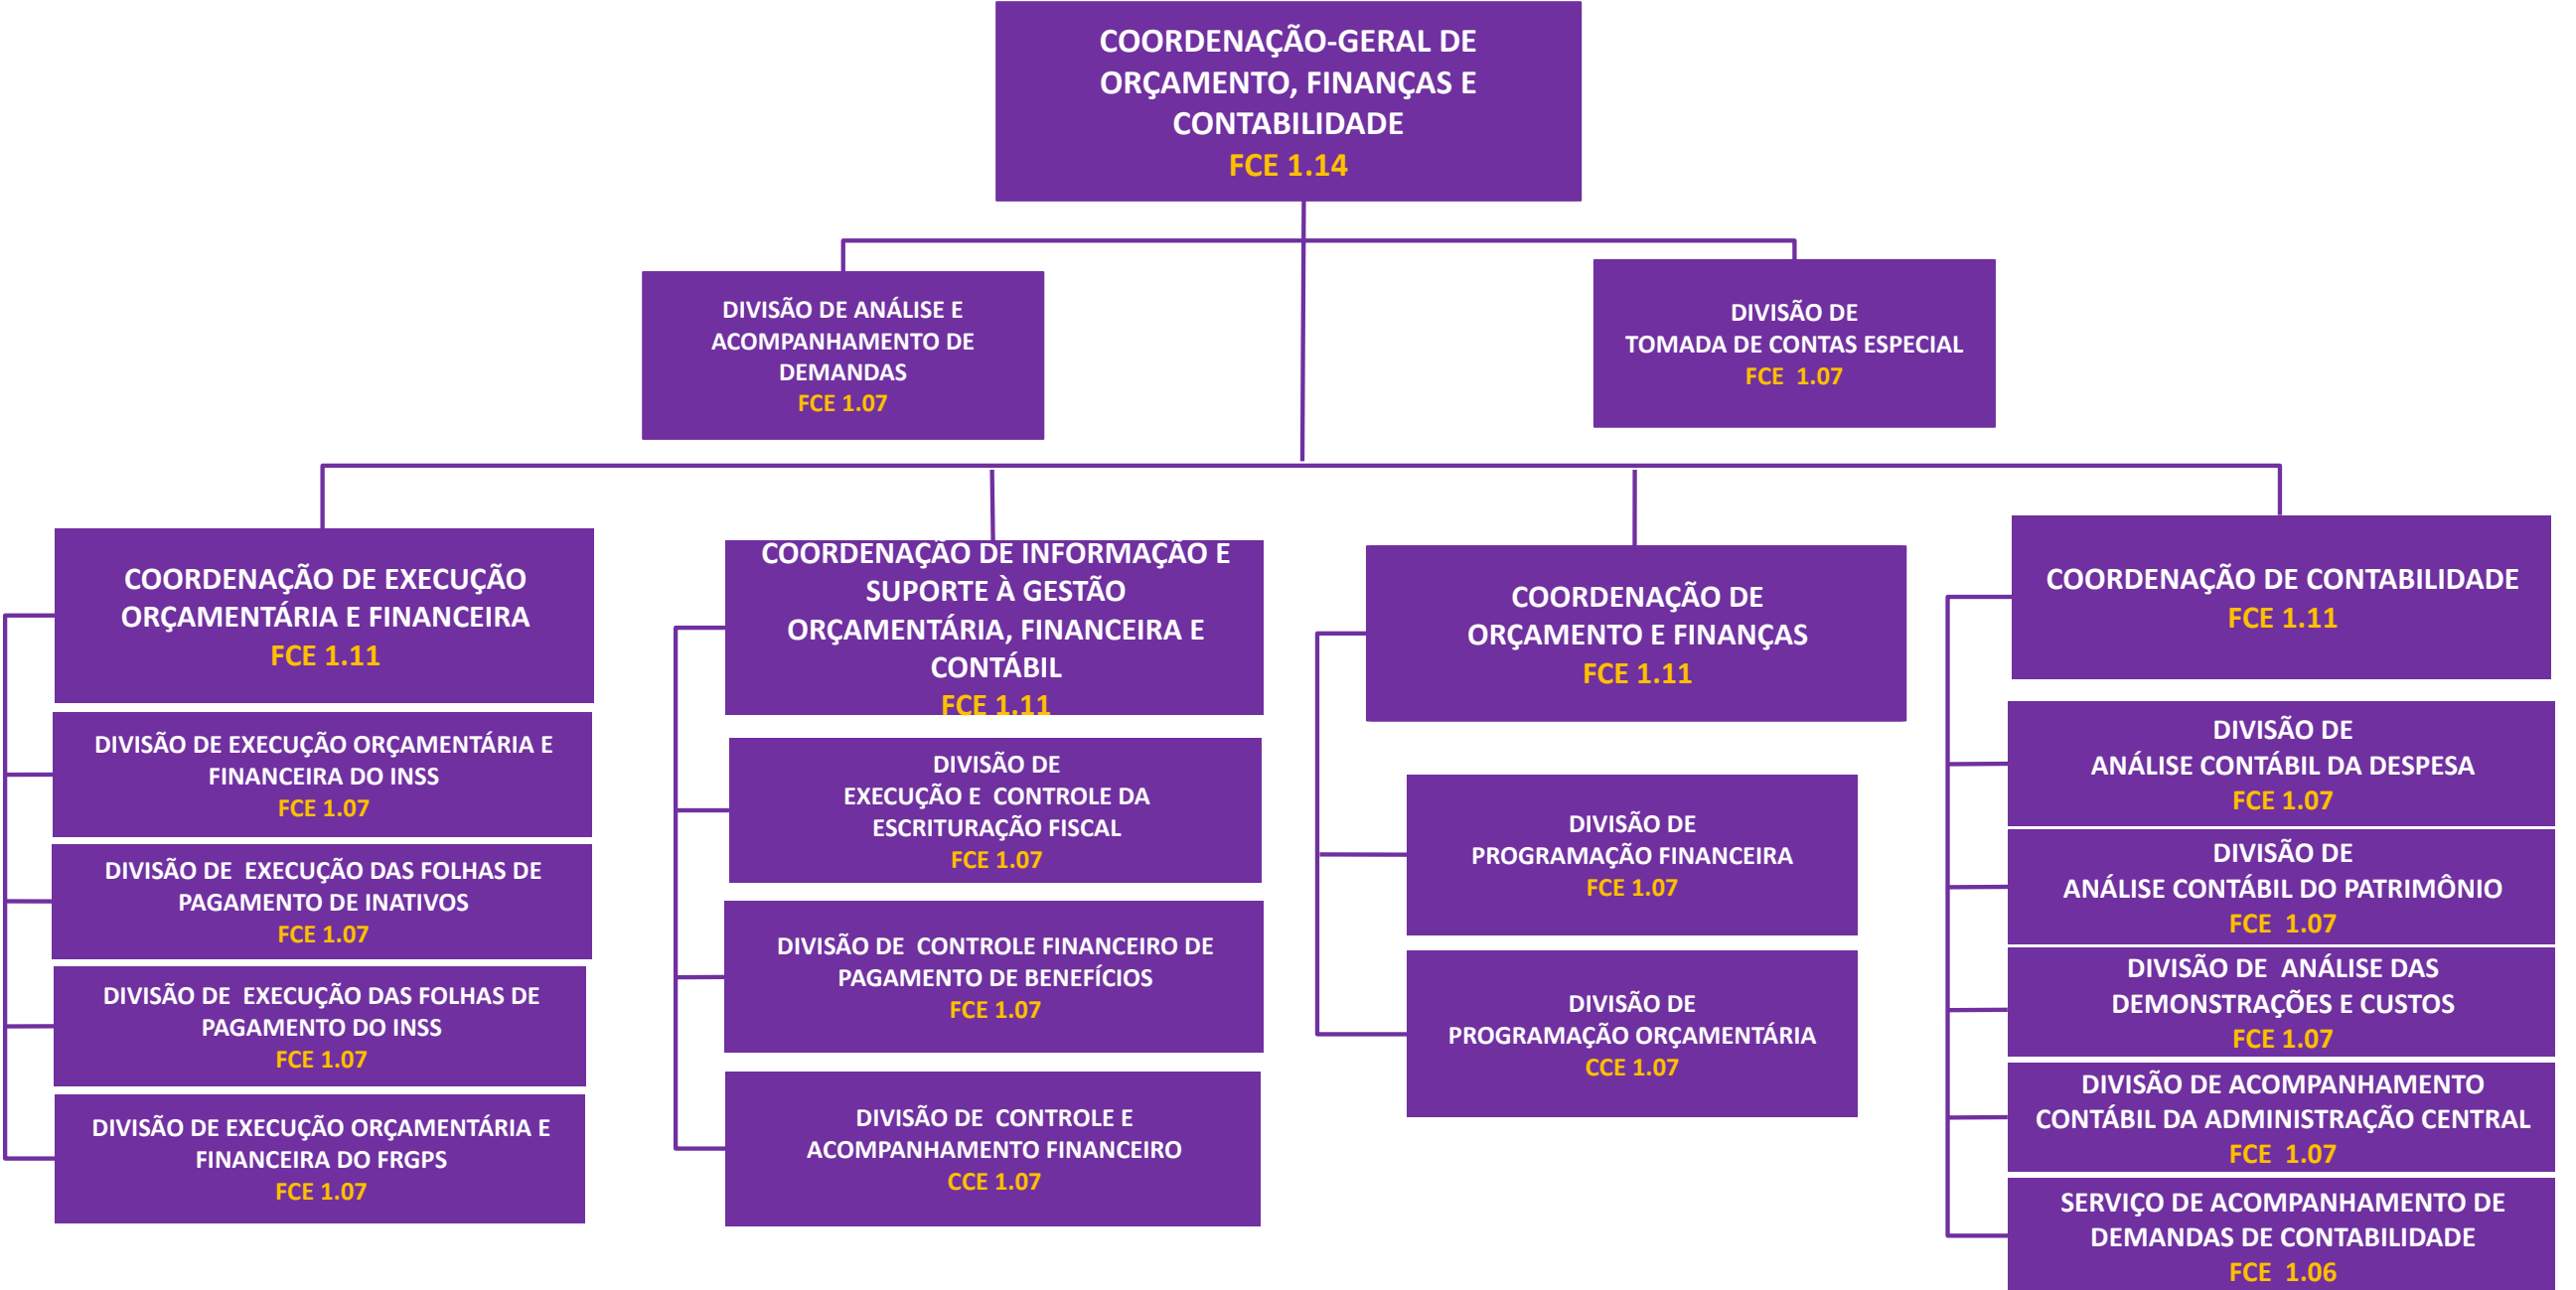 COORDENAÇÃO-GERAL DE
ORÇAMENTO, FINANÇAS E
CONTABILIDADE
FCE 1.14
DIVISÃO DE ANÁLISE E
ACOMPANHAMENTO DE
DEMANDAS
FCE 1.07
DIVISÃO DE
TOMADA DE CONTAS ESPECIAL
FCE 1.07
COORDENAÇÃO DE EXECUÇÃO
ORÇAMENTÁRIA E FINANCEIRA
FCE 1.11
DIVISÃO DE EXECUÇÃO ORÇAMENTÁRIA E
FINANCEIRA DO INSS
FCE 1.07
DIVISÃO DE EXECUÇÃO DAS FOLHAS DE
PAGAMENTO DE INATIVOS
FCE 1.07
DIVISÃO DE EXECUÇÃO DAS FOLHAS DE
PAGAMENTO DO INSS
FCE 1.07
DIVISÃO DE EXECUÇÃO ORÇAMENTÁRIA E
FINANCEIRA DO FRGPS
FCE 1.07
COORDENAÇÃO DE INFORMAÇÃO E
SUPORTE À GESTÃO
ORÇAMENTÁRIA, FINANCEIRA E
CONTÁBIL
FCE 1.11
DIVISÃO DE
EXECUÇÃO E CONTROLE DA
ESCRITURAÇÃO FISCAL
FCE 1.07
DIVISÃO DE CONTROLE FINANCEIRO DE
PAGAMENTO DE BENEFÍCIOS
FCE 1.07
DIVISÃO DE CONTROLE E
ACOMPANHAMENTO FINANCEIRO
CCE 1.07
COORDENAÇÃO DE
ORÇAMENTO E FINANÇAS
FCE 1.11
DIVISÃO DE
PROGRAMAÇÃO FINANCEIRA
FCE 1.07
DIVISÃO DE
PROGRAMAÇÃO ORÇAMENTÁRIA
CCE 1.07
COORDENAÇÃO DE CONTABILIDADE
FCE 1.11
DIVISÃO DE
ANÁLISE CONTÁBIL DA DESPESA
FCE 1.07
DIVISÃO DE
ANÁLISE CONTÁBIL DO PATRIMÔNIO
FCE 1.07
DIVISÃO DE ANÁLISE DAS
DEMONSTRAÇÕES E CUSTOS
FCE 1.07
DIVISÃO DE ACOMPANHAMENTO
CONTÁBIL DA ADMINISTRAÇÃO CENTRAL
FCE 1.07
SERVIÇO DE ACOMPANHAMENTO DE
DEMANDAS DE CONTABILIDADE
FCE 1.06